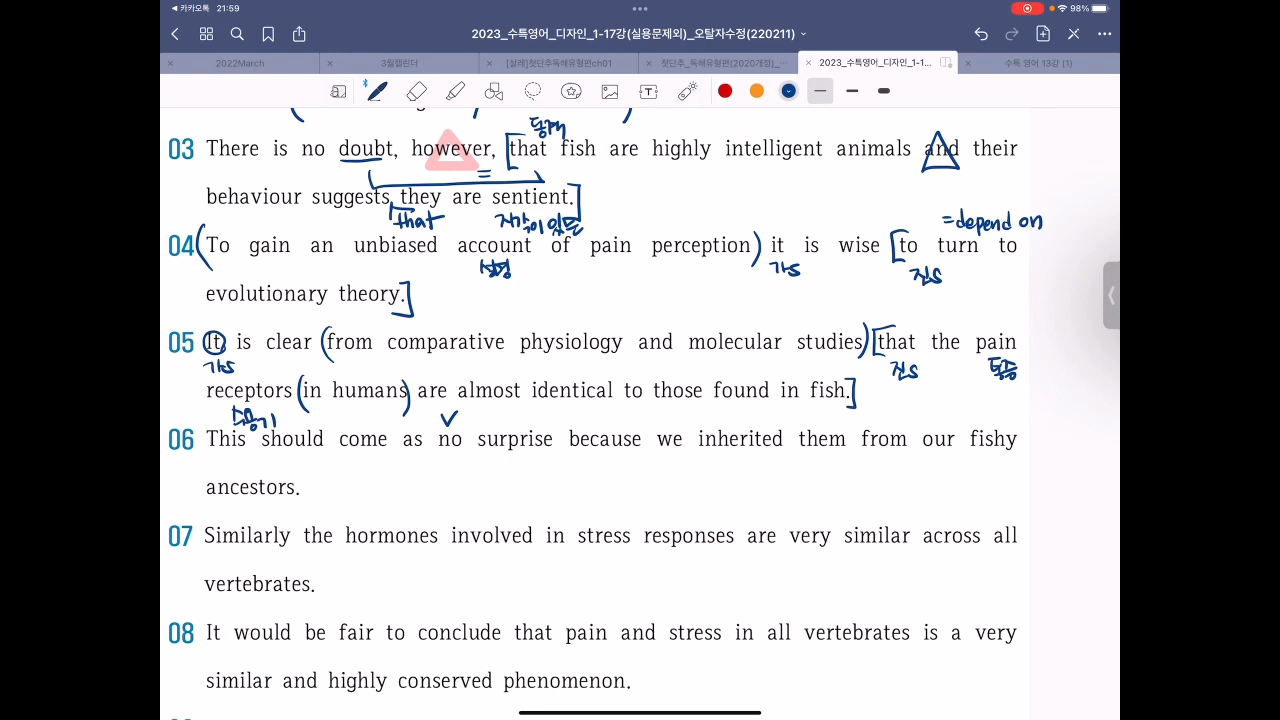 카카오톡 21:59
98%
2023_수특영어_디자인_1-17강(실용문제외)_오탈자수정(220211)
2022March
3월캘린더
[실례]첫단추독해유형편ch01
첫단추_독해유형편(2020개정)_...
2023_수특영어_디자인_1-1...
수특 영어 13강 (1)
동격
03 There is no doubt, however, that fish are highly intelligent animals and their
=
behaviour suggests they are sentient.
that 지각이 있는
= depend on
04 To gain an unbiased account of pain perception) it is wise [to turn to
설명 가S 진S
evolutionary theory.]
05 It is clear (from comparative physiology and molecular studies) [that the pain
가S 진S 통증
receptors (in humans) are almost identical to those found in fish.]
수용기
06 This should come as no surprise because we inherited them from our fishy
ancestors.
07 Similarly the hormones involved in stress responses are very similar across all
vertebrates.
08 It would be fair to conclude that pain and stress in all vertebrates is a very
similar and highly conserved phenomenon.